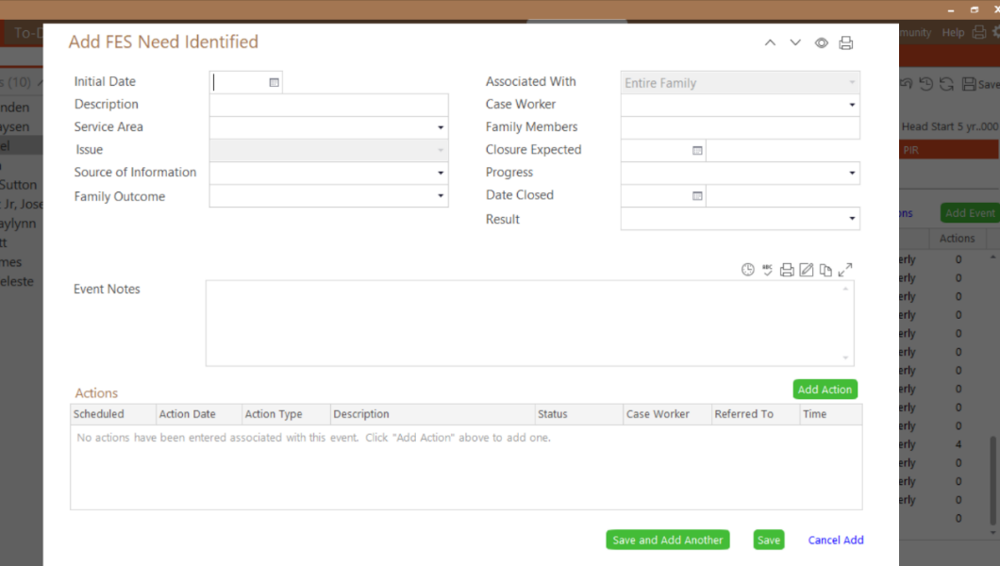 To-D
munity Help
Add FES Need Identified
s (10)
Save
Initial Date
Associated With Entire Family
Description
Case Worker
nden
Service Area
Family Members
aysen
Head Start 5 yr..000
Issue
Closure Expected
el
PIR
Source of Information
Progress
Sutton
Family Outcome
Date Closed
t Jr, Jose
Result
aylynn
ons
Add Event
tt
Actions
mes
erly 0
eleste
erly 0
Event Notes
erly 0
erly 0
erly 0
erly 0
erly 0
Actions
Add Action
erly 0
Scheduled Action Date Action Type Description Status Case Worker Referred To Time
erly 0
No actions have been entered associated with this event. Click "Add Action" above to add one.
erly 0
erly 4
erly 0
erly 0
erly 0
0
Save and Add Another Save Cancel Add